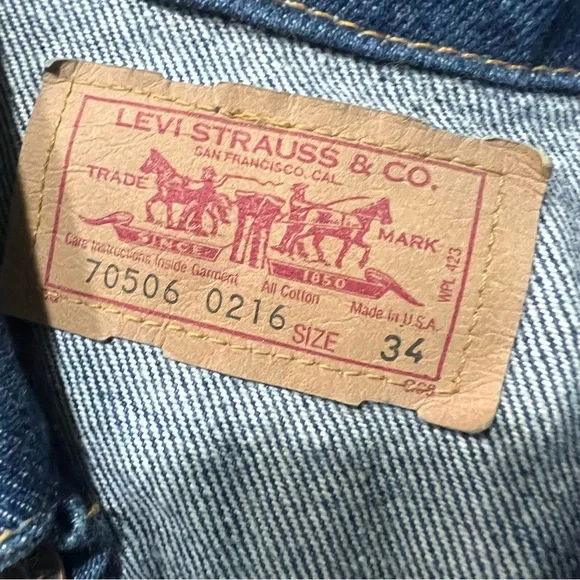 LEVI STRAUSS & CO.
SAN FRANCISCO, CAL.
TRADE MARK
SINCE 1850
Care Instructions Inside Garment All Cotton Made in U.S.A.
WPL 423
70506 0216 SIZE 34